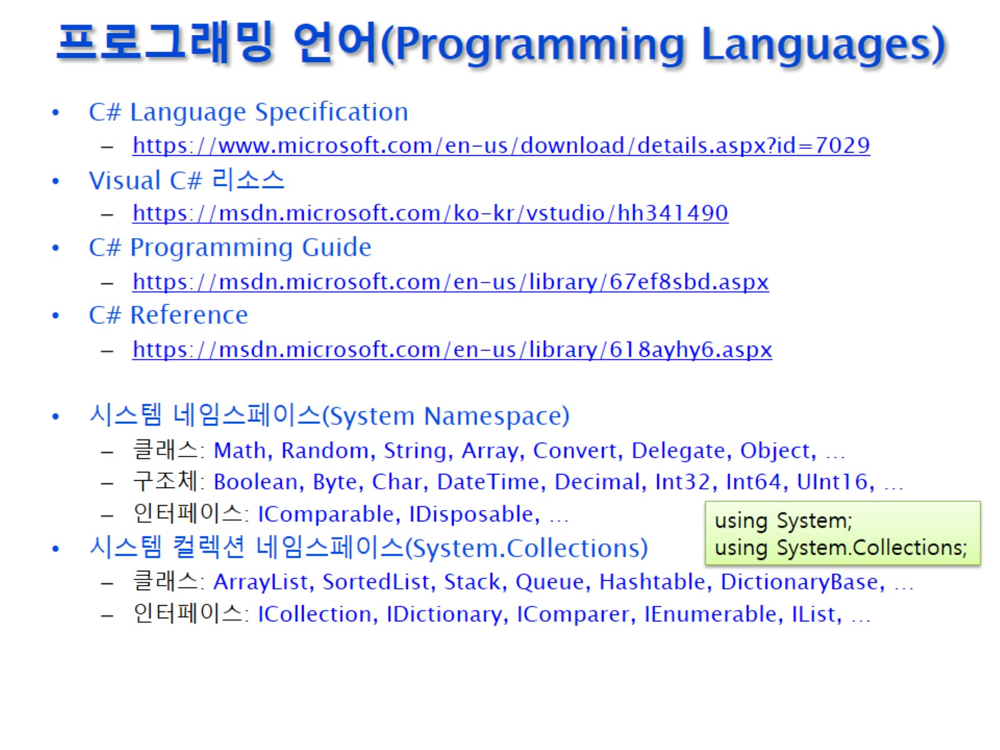 프로그래밍 언어(Programming Languages)
• C# Language Specification
– https://www.microsoft.com/en-us/download/details.aspx?id=7029
• Visual C# 리소스
– https://msdn.microsoft.com/ko-kr/vstudio/hh341490
• C# Programming Guide
– https://msdn.microsoft.com/en-us/library/67ef8sbd.aspx
• C# Reference
– https://msdn.microsoft.com/en-us/library/618ayhy6.aspx
• 시스템 네임스페이스(System Namespace)
– 클래스: Math, Random, String, Array, Convert, Delegate, Object, ...
– 구조체: Boolean, Byte, Char, DateTime, Decimal, Int32, Int64, UInt16, ...
– 인터페이스: IComparable, IDisposable, ...
using System;
using System.Collections;
• 시스템 컬렉션 네임스페이스(System.Collections)
– 클래스: ArrayList, SortedList, Stack, Queue, Hashtable, DictionaryBase, ...
– 인터페이스: ICollection, IDictionary, IComparer, IEnumerable, IList, ...